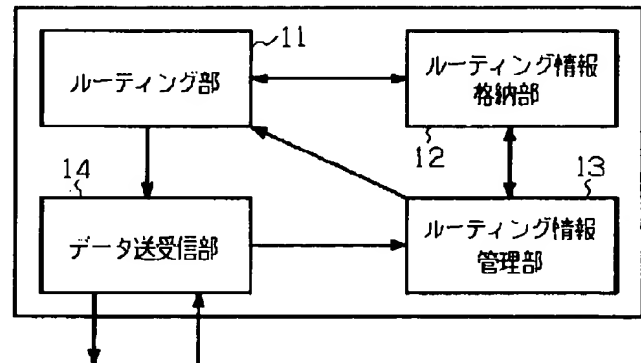 11
ルーティング部
ルーティング情報
格納部
12
14
13
データ送受信部
ルーティング情報
管理部